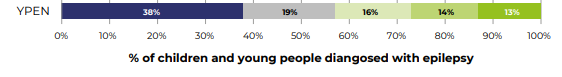 YPEN 38% 19% 16% 14% 13%
0% 10% 20% 30% 40% 50% 60% 70% 80% 90% 100%
% of children and young people diangosed with epilepsy